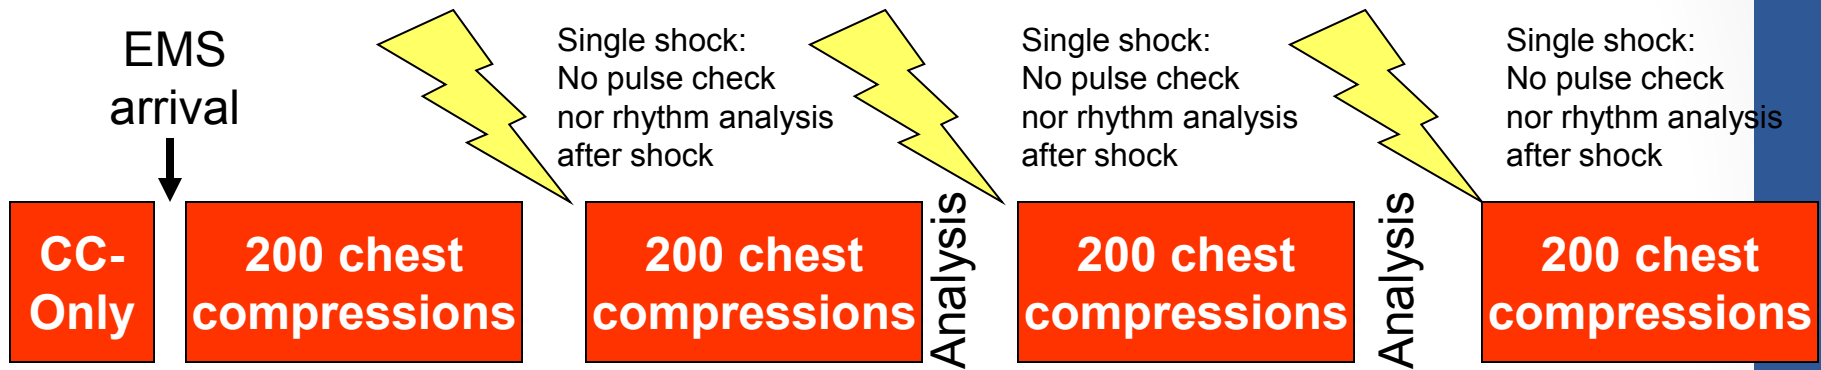 EMS
arrival
Single shock:
No pulse check
nor rhythm analysis
after shock
Single shock:
No pulse check
nor rhythm analysis
after shock
Single shock:
No pulse check
nor rhythm analysis
after shock
CC-
Only
200 chest
compressions
200 chest
compressions
Analysis
200 chest
compressions
Analysis
200 chest
compressions